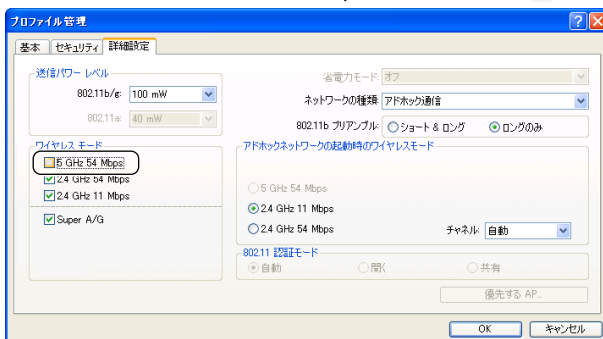 プロファイル管理
基本 セキュリティ 詳細設定
送信パワー レベル
802.11b/g: 100 mW
802.11a: 40 mW
省電力モード: オフ
ネットワークの種類: アドホック通信
802.11b プリアンブル: ショート & ロング ロングのみ
ワイヤレス モード
5 GHz 54 Mbps
2.4 GHz 54 Mbps
2.4 GHz 11 Mbps
Super A/G
アドホックネットワークの起動時のワイヤレスモード
5 GHz 54 Mbps
2.4 GHz 11 Mbps
2.4 GHz 54 Mbps チャネル: 自動
802.11 認証モード
自動 開く 共有
優先する AP...
OK キャンセル